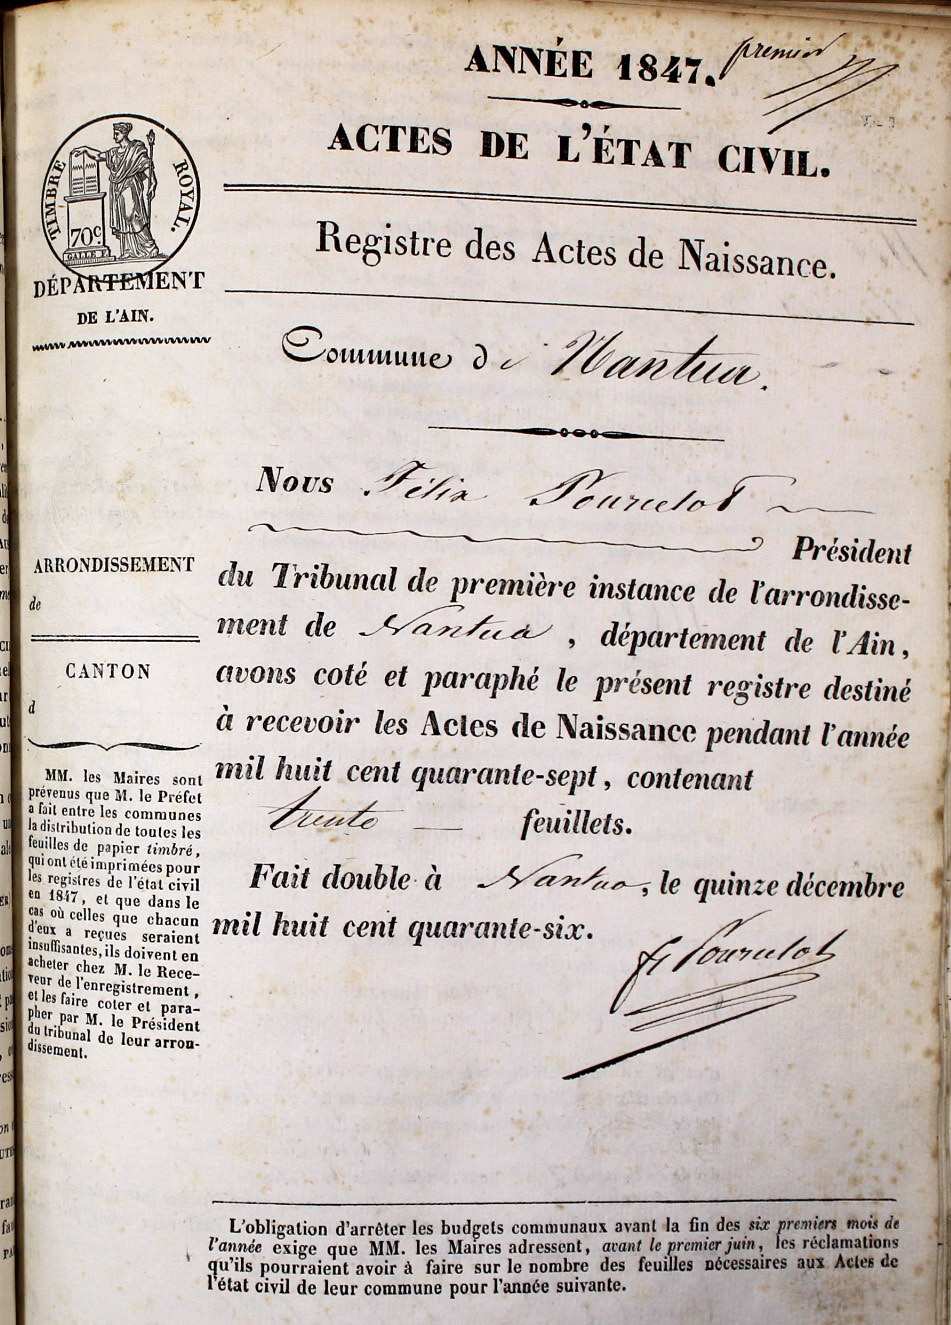 ANNÉE 1847.
premier
ACTES DE L'ÉTAT CIVIL.
TIMBRE ROYAL.
70c
DÉPARTEMENT
DE L'AIN.
Registre des Actes de Naissance.
Commune de Nantua.
Nous Félix Pourcelot
Président
du Tribunal de première instance de l'arrondisse-
ment de Nantua, département de l'Ain,
avons coté et paraphé le présent registre destiné
à recevoir les Actes de Naissance pendant l'année
mil huit cent quarante-sept, contenant
trente — feuillets.
Fait double à Nantua, le quinze décembre
mil huit cent quarante-six.
F Pourcelot
ARRONDISSEMENT
de
CANTON
d
MM. les Maires sont
prévenus que M. le Préfet
a fait entre les communes
la distribution de toutes les
feuilles de papier timbré,
qui ont été imprimées pour
les registres de l'état civil
en 1847, et que dans le
cas où celles que chacun
d'eux a reçues seraient
insuffisantes, ils doivent en
acheter chez M. le Rece-
veur de l'enregistrement,
et les faire coter et para-
pher par M. le Président
du tribunal de leur arron-
dissement.
L'obligation d'arrêter les budgets communaux avant la fin des six premiers mois de
l'année exige que MM. les Maires adressent, avant le premier juin, les réclamations
qu'ils pourraient avoir à faire sur le nombre des feuilles nécessaires aux Actes de
l'état civil de leur commune pour l'année suivante.